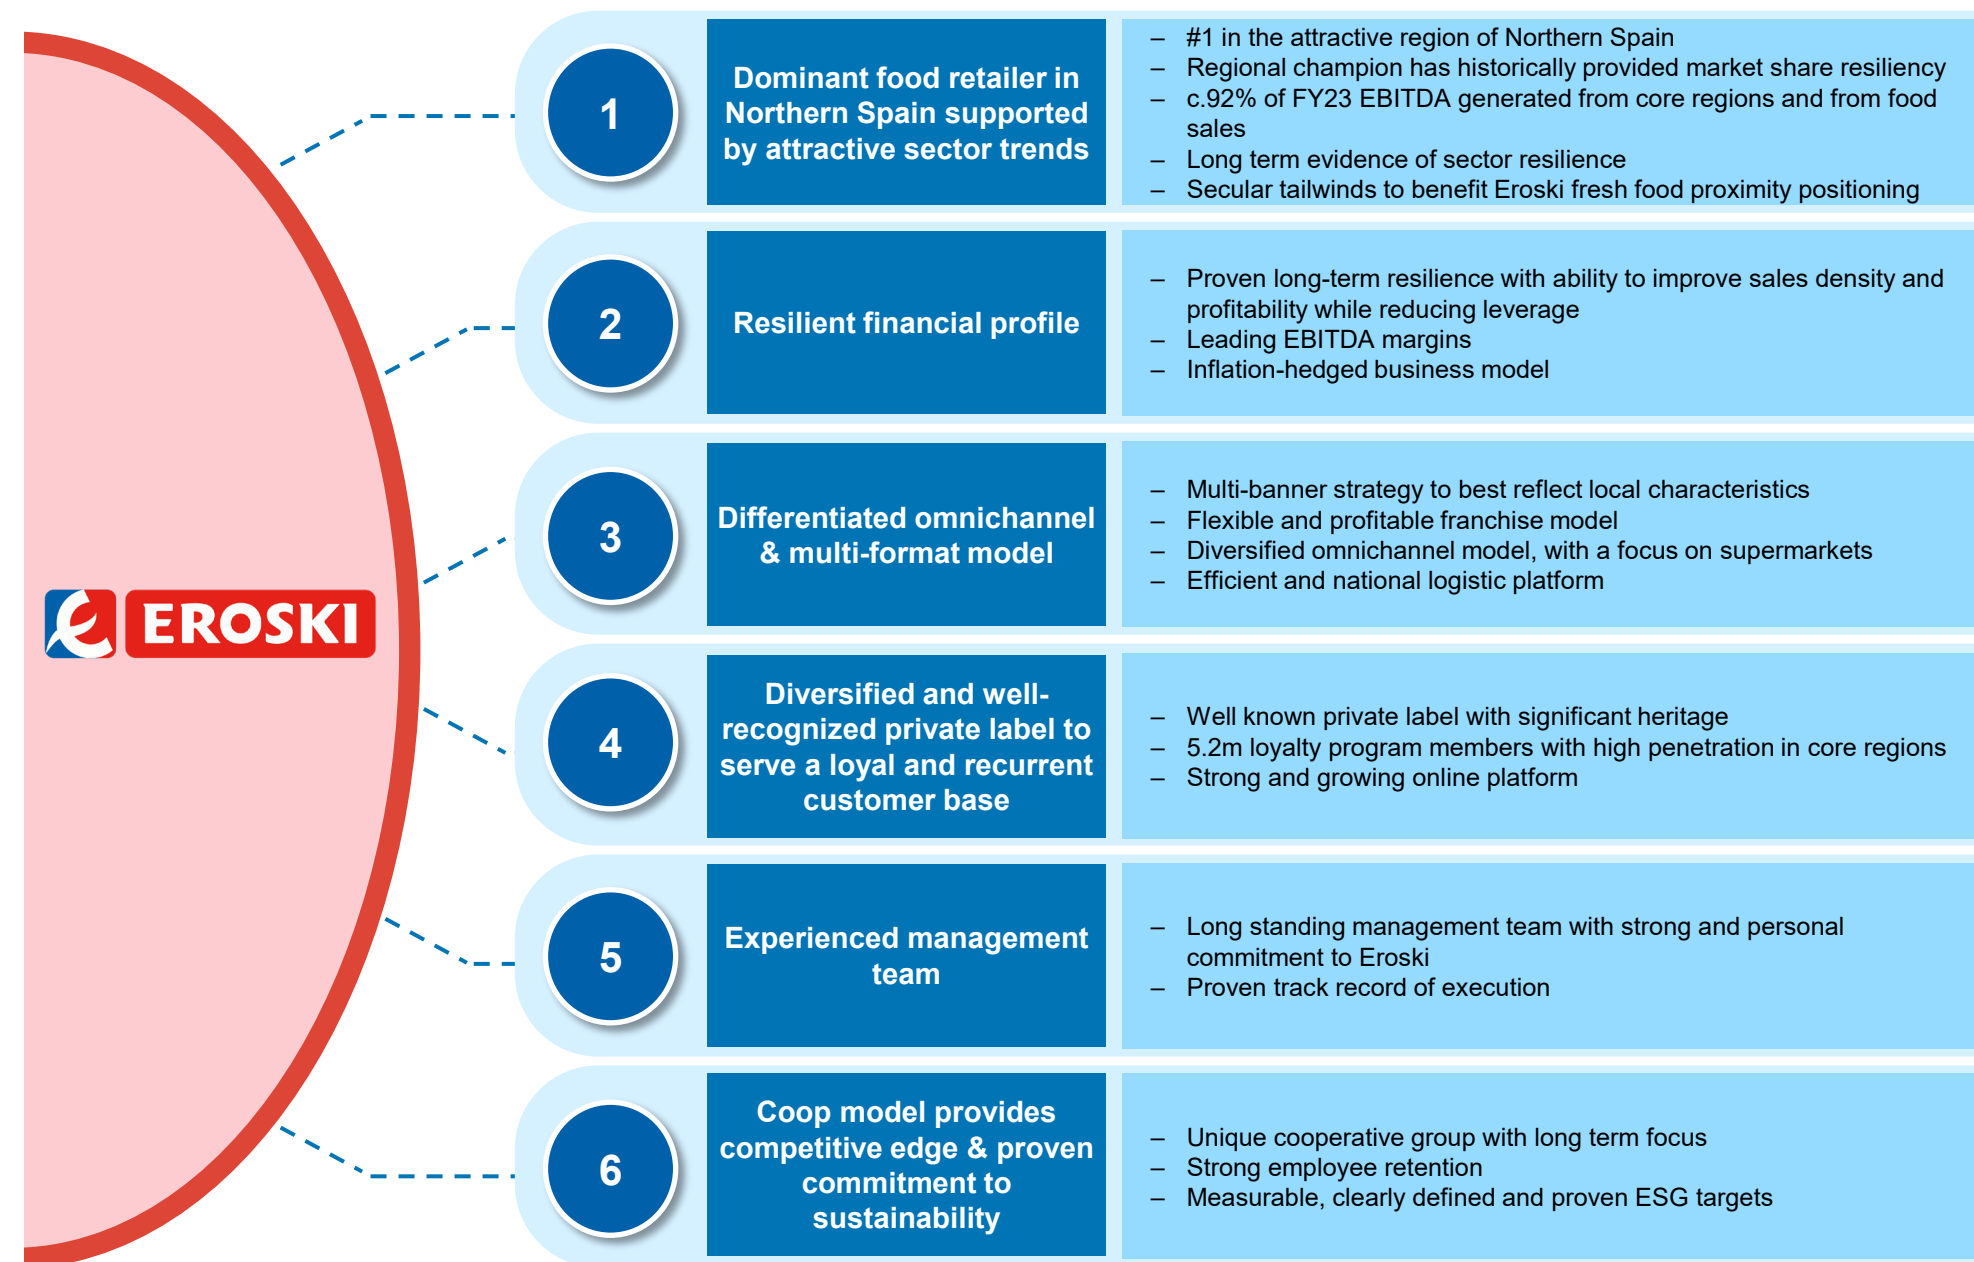 EROSKI
1
Dominant food retailer in
Northern Spain supported
by attractive sector trends
– #1 in the attractive region of Northern Spain
– Regional champion has historically provided market share resiliency
– c.92% of FY23 EBITDA generated from core regions and from food
sales
– Long term evidence of sector resilience
– Secular tailwinds to benefit Eroski fresh food proximity positioning
2
Resilient financial profile
– Proven long-term resilience with ability to improve sales density and
profitability while reducing leverage
– Leading EBITDA margins
– Inflation-hedged business model
3
Differentiated omnichannel
& multi-format model
– Multi-banner strategy to best reflect local characteristics
– Flexible and profitable franchise model
– Diversified omnichannel model, with a focus on supermarkets
– Efficient and national logistic platform
4
Diversified and well-
recognized private label to
serve a loyal and recurrent
customer base
– Well known private label with significant heritage
– 5.2m loyalty program members with high penetration in core regions
– Strong and growing online platform
5
Experienced management
team
– Long standing management team with strong and personal
commitment to Eroski
– Proven track record of execution
6
Coop model provides
competitive edge & proven
commitment to
sustainability
– Unique cooperative group with long term focus
– Strong employee retention
– Measurable, clearly defined and proven ESG targets